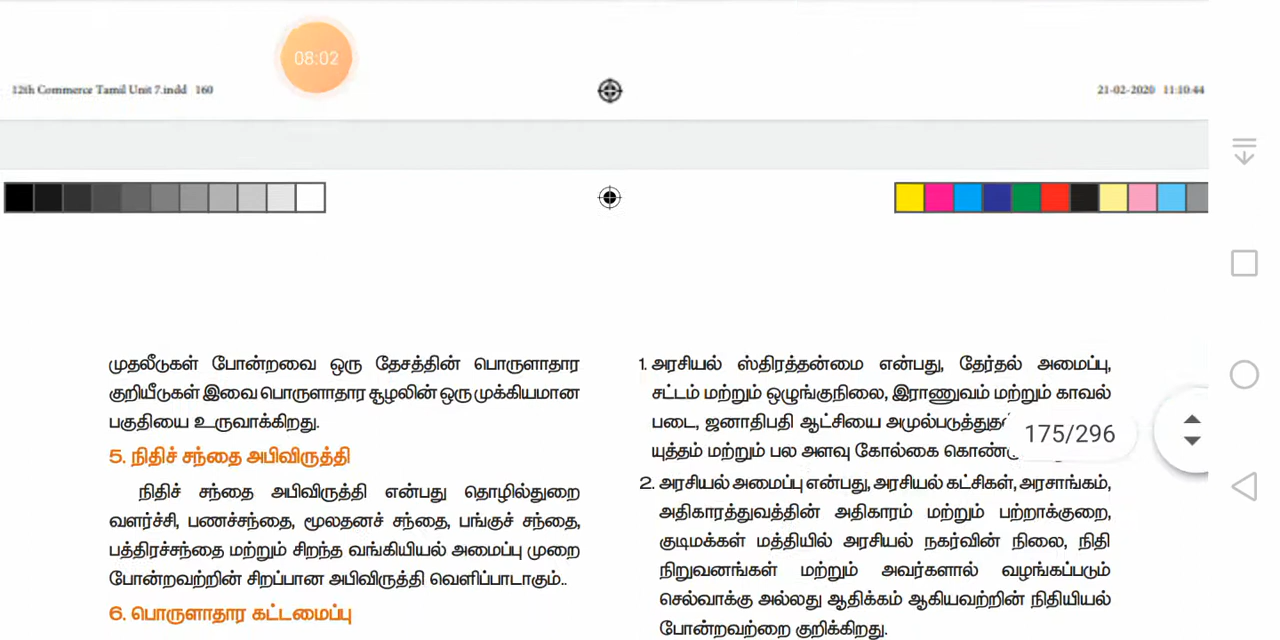 08:02
12th Commerce Tamil Unit 7.indd 160
21-02-2020 11:10:44
முதலீடுகள் போன்றவை ஒரு தேசத்தின் பொருளாதார
குறியீடுகள் இவை பொருளாதார சூழலின் ஒரு முக்கியமான
பகுதியை உருவாக்கிறது.
5. நிதிச் சந்தை அபிவிருத்தி
நிதிச் சந்தை அபிவிருத்தி என்பது தொழில்துறை
வளர்ச்சி, பணச்சந்தை, மூலதனச் சந்தை, பங்குச் சந்தை,
பத்திரச்சந்தை மற்றும் சிறந்த வங்கியியல் அமைப்பு முறை
போன்றவற்றின் சிறப்பான அபிவிருத்தி வெளிப்பாடாகும்..
6. பொருளாதார கட்டமைப்பு
1. அரசியல் ஸ்திரத்தன்மை என்பது, தேர்தல் அமைப்பு,
சட்டம் மற்றும் ஒழுங்குநிலை, இராணுவம் மற்றும் காவல்
படை, ஜனாதிபதி ஆட்சியை
யுத்தம் மற்றும் பல அளவு கோல்கை
2. அரசியல் அமைப்பு என்பது, அரசியல் கட்சிகள், அரசாங்கம்,
அதிகாரத்துவத்தின் அதிகாரம் மற்றும் பற்றாக்குறை,
குடிமக்கள் மத்தியில் அரசியல் நகர்வின் நிலை, நிதி
நிறுவனங்கள் மற்றும் அவர்களால் வழங்கப்படும்
செல்வாக்கு அல்லது ஆதிக்கம் ஆகியவற்றின் நிதியியல்
போன்றவற்றை குறிக்கிறது.
175/296